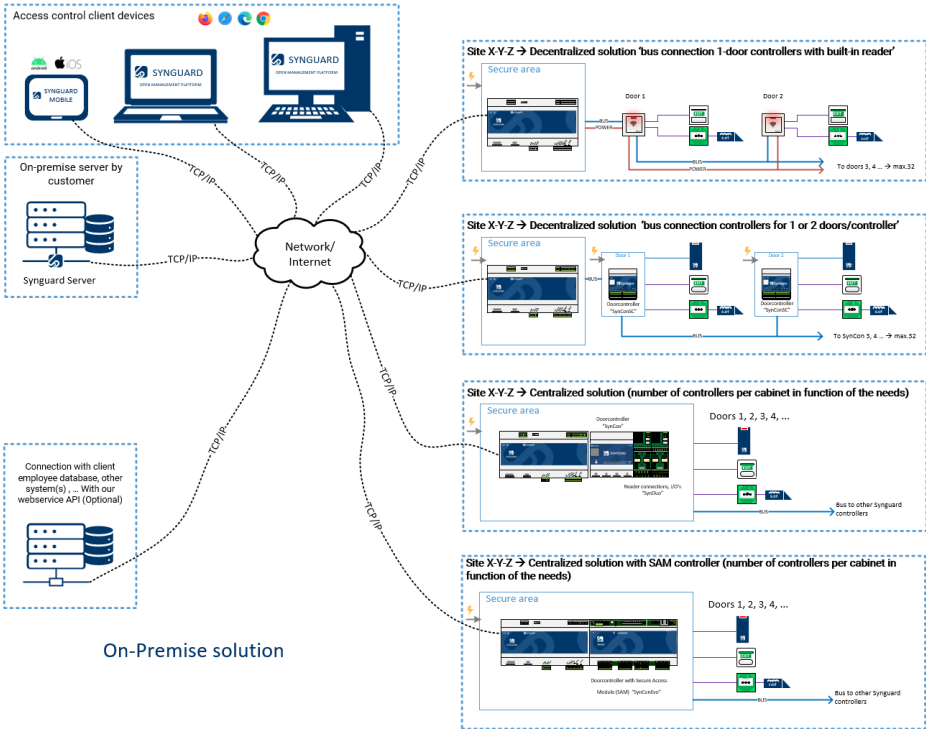 Access control client devices
android
iOS
SYNGUARD
MOBILE
SYNGUARD
OPEN MANAGEMENT PLATFORM
SYNGUARD
OPEN MANAGEMENT PLATFORM
TCP/IP
TCP/IP
TCP/IP
TCP/IP
On-premise server by
customer
Synguard Server
TCP/IP
Network/
Internet
TCP/IP
TCP/IP
TCP/IP
TCP/IP
Connection with client
employee database, other
system(s) , ... With our
webservice API (Optional)
On-Premise solution
Site X-Y-Z → Decentralized solution ‘bus connection 1-door controllers with built-in reader’
Secure area
Door 1
Door 2
BUS
POWER
EXIT
EXIT
BUS
POWER
To doors 3, 4 ... → max.32
Site X-Y-Z → Decentralized solution ‘bus connection controllers for 1 or 2 doors/controller’
Secure area
BUS
Door 1
Doorcontroller
"SynConSC"
Doorcontroller
"SynConSC"
EXIT
EXIT
BUS
To SynCon 3, 4 ... → max.32
Site X-Y-Z → Centralized solution (number of controllers per cabinet in function of the needs)
Secure area
Doorcontroller
"SynCon"
Reader connections, I/O's
"SynDuo"
Doors 1, 2, 3, 4, ...
EXIT
BUS
Bus to other Synguard
controllers
Site X-Y-Z → Centralized solution with SAM controller (number of controllers per cabinet in
function of the needs)
Secure area
Doorcontroller with Secure Access
Module (SAM) "SynConEvo"
Doors 1, 2, 3, 4, ...
EXIT
BUS
Bus to other Synguard
controllers